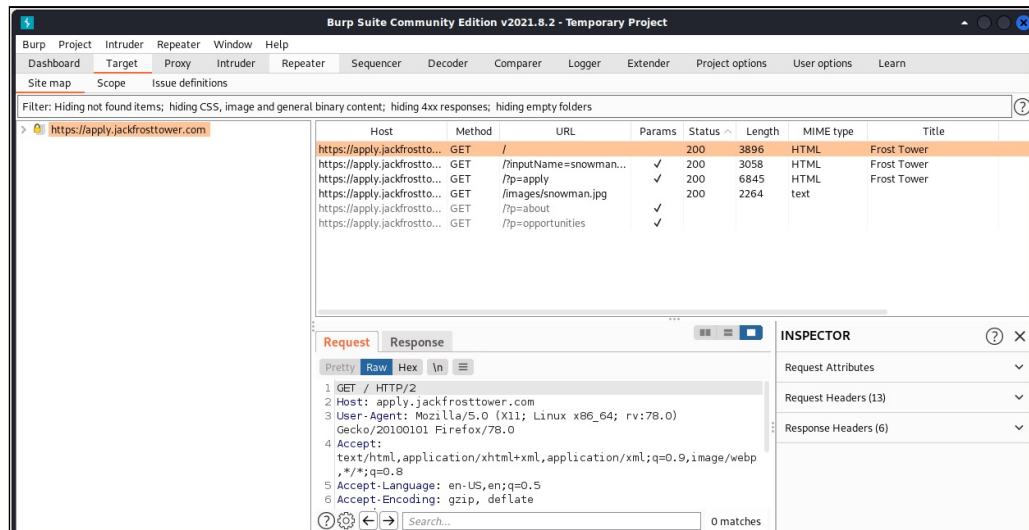 Burp Suite Community Edition v2021.8.2 - Temporary Project
Burp Project Intruder Repeater Window Help
Dashboard Target Proxy Intruder Repeater Sequencer Decoder Comparer Logger Extender Project options User options Learn
Site map Scope Issue definitions
Filter: Hiding not found items; hiding CSS, image and general binary content; hiding 4xx responses; hiding empty folders
https://apply.jackfrosttower.com
Host Method URL Params Status Length MIME type Title
https://apply.jackfrostto... GET / 200 3896 HTML Frost Tower
https://apply.jackfrostto... GET /?inputName=snowman... ✓ 200 3058 HTML Frost Tower
https://apply.jackfrostto... GET /?p=apply ✓ 200 6845 HTML Frost Tower
https://apply.jackfrostto... GET /images/snowman.jpg 200 2264 text
https://apply.jackfrostto... GET /?p=about ✓
https://apply.jackfrostto... GET /?p=opportunities ✓
Request Response
Pretty Raw Hex \n
1 GET / HTTP/2
2 Host: apply.jackfrosttower.com
3 User-Agent: Mozilla/5.0 (X11; Linux x86_64; rv:78.0)
Gecko/20100101 Firefox/78.0
4 Accept:
text/html,application/xhtml+xml,application/xml;q=0.9,image/webp
,*/*;q=0.8
5 Accept-Language: en-US,en;q=0.5
6 Accept-Encoding: gzip, deflate
Search... 0 matches
INSPECTOR
Request Attributes
Request Headers (13)
Response Headers (6)